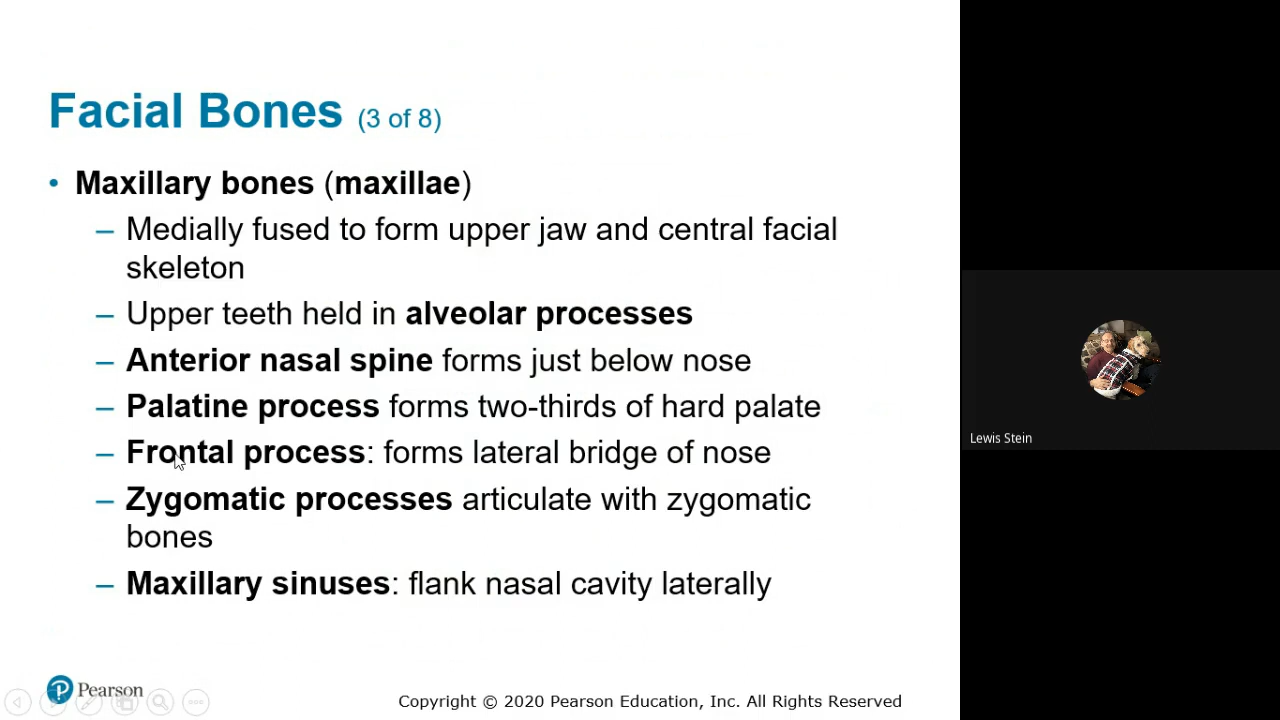 Facial Bones (3 of 8)
• Maxillary bones (maxillae)
– Medially fused to form upper jaw and central facial
skeleton
– Upper teeth held in alveolar processes
– Anterior nasal spine forms just below nose
– Palatine process forms two-thirds of hard palate
– Frontal process: forms lateral bridge of nose
– Zygomatic processes articulate with zygomatic
bones
– Maxillary sinuses: flank nasal cavity laterally
Lewis Stein
Pearson
Copyright © 2020 Pearson Education, Inc. All Rights Reserved